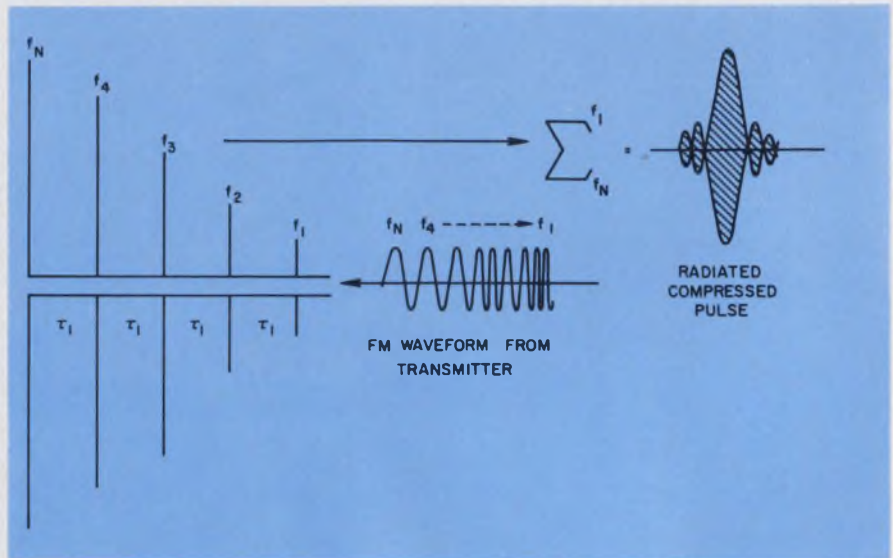 f_N
f_4
f_3
f_2
f_1
Σ f_1 f_N =
f_N f_4 -------> f_1
τ_1 τ_1 τ_1 τ_1
FM WAVEFORM FROM
TRANSMITTER
RADIATED
COMPRESSED
PULSE